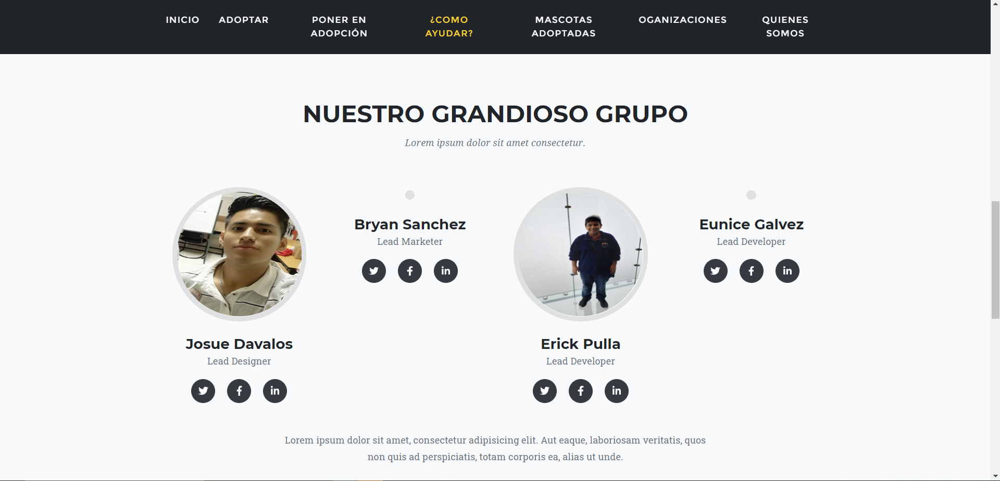 INICIO
ADOPTAR
PONER EN
ADOPCIÓN
¿COMO
AYUDAR?
MASCOTAS
ADOPTADAS
OGANIZACIONES
QUIENES
SOMOS
NUESTRO GRANDIOSO GRUPO
Lorem ipsum dolor sit amet consectetur.
Josue Davalos
Lead Designer
Bryan Sanchez
Lead Marketer
Erick Pulla
Lead Developer
Eunice Galvez
Lead Developer
Lorem ipsum dolor sit amet, consectetur adipisicing elit. Aut eaque, laboriosam veritatis, quos
non quis ad perspiciatis, totam corporis ea, alias ut unde.